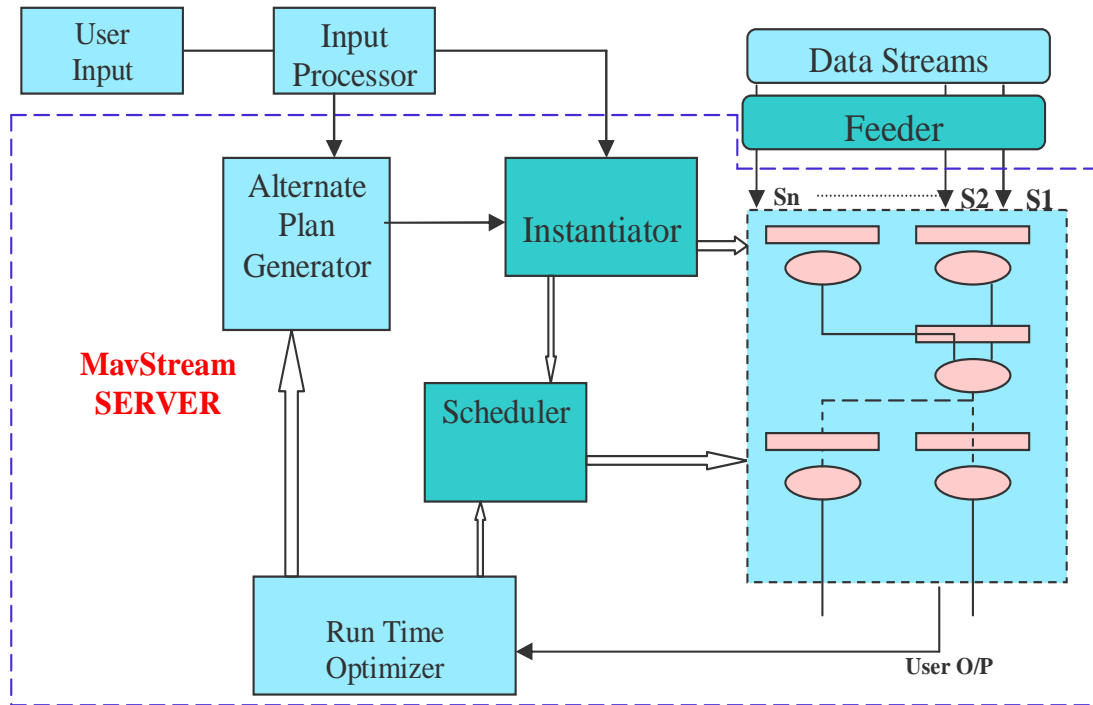 User
Input
Input
Processor
Data Streams
Feeder
Alternate
Plan
Generator
Instantiator
Sn
S2
S1
MavStream
SERVER
Scheduler
Run Time
Optimizer
User O/P